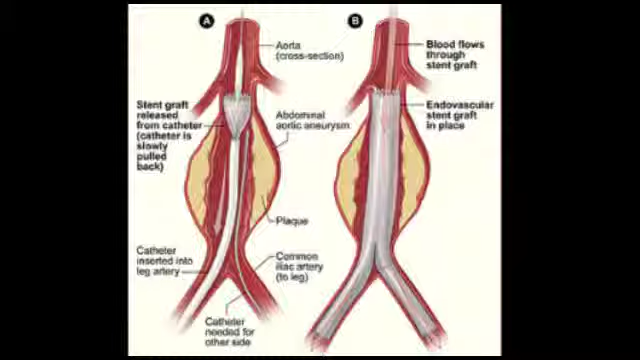 A
B
Aorta
(cross-section)
Blood flows
through
stent graft
Stent graft
released
from catheter
(catheter is
slowly
pulled
back)
Abdominal
aortic aneurysm
Endovascular
stent graft
in place
Plaque
Catheter
inserted into
leg artery
Common
iliac artery
(to leg)
Catheter
needed for
other side